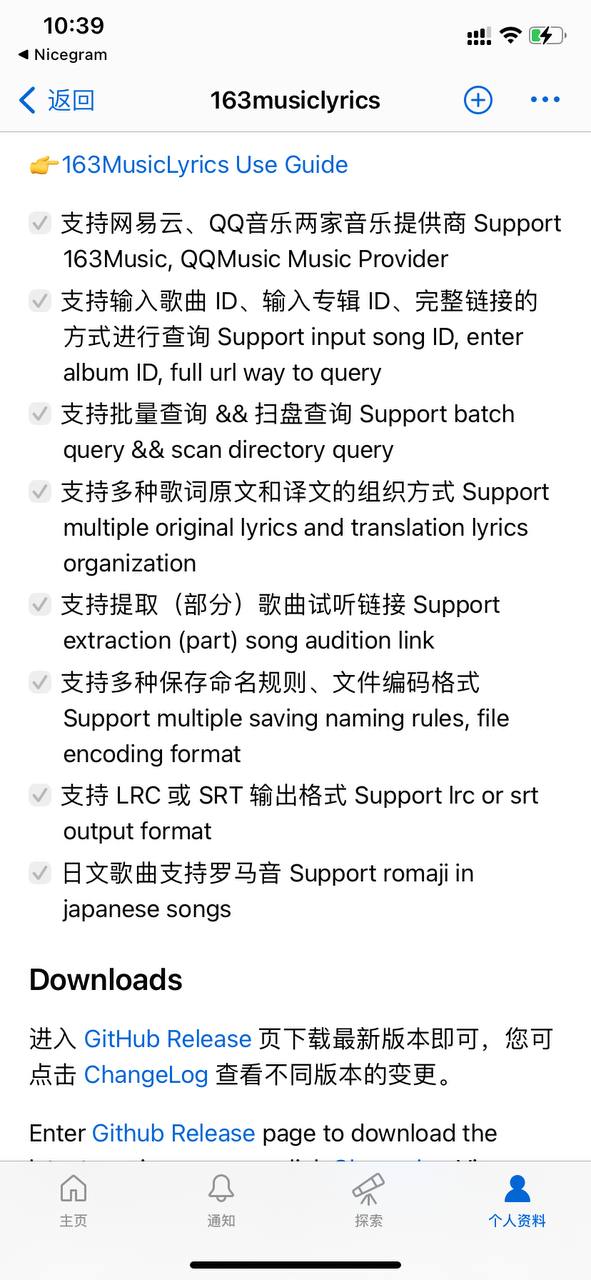 10:39
◀ Nicegram
返回
163musiclyrics
👉163MusicLyrics Use Guide
支持网易云、QQ音乐两家音乐提供商 Support
163Music, QQMusic Music Provider
支持输入歌曲 ID、输入专辑 ID、完整链接的
方式进行查询 Support input song ID, enter
album ID, full url way to query
支持批量查询 && 扫盘查询 Support batch
query && scan directory query
支持多种歌词原文和译文的组织方式 Support
multiple original lyrics and translation lyrics
organization
支持提取（部分）歌曲试听链接 Support
extraction (part) song audition link
支持多种保存命名规则、文件编码格式
Support multiple saving naming rules, file
encoding format
支持 LRC 或 SRT 输出格式 Support lrc or srt
output format
日文歌曲支持罗马音 Support romaji in
japanese songs
Downloads
进入 GitHub Release 页下载最新版本即可，您可
点击 ChangeLog 查看不同版本的变更。
Enter Github Release page to download the
主页
通知
探索
个人资料